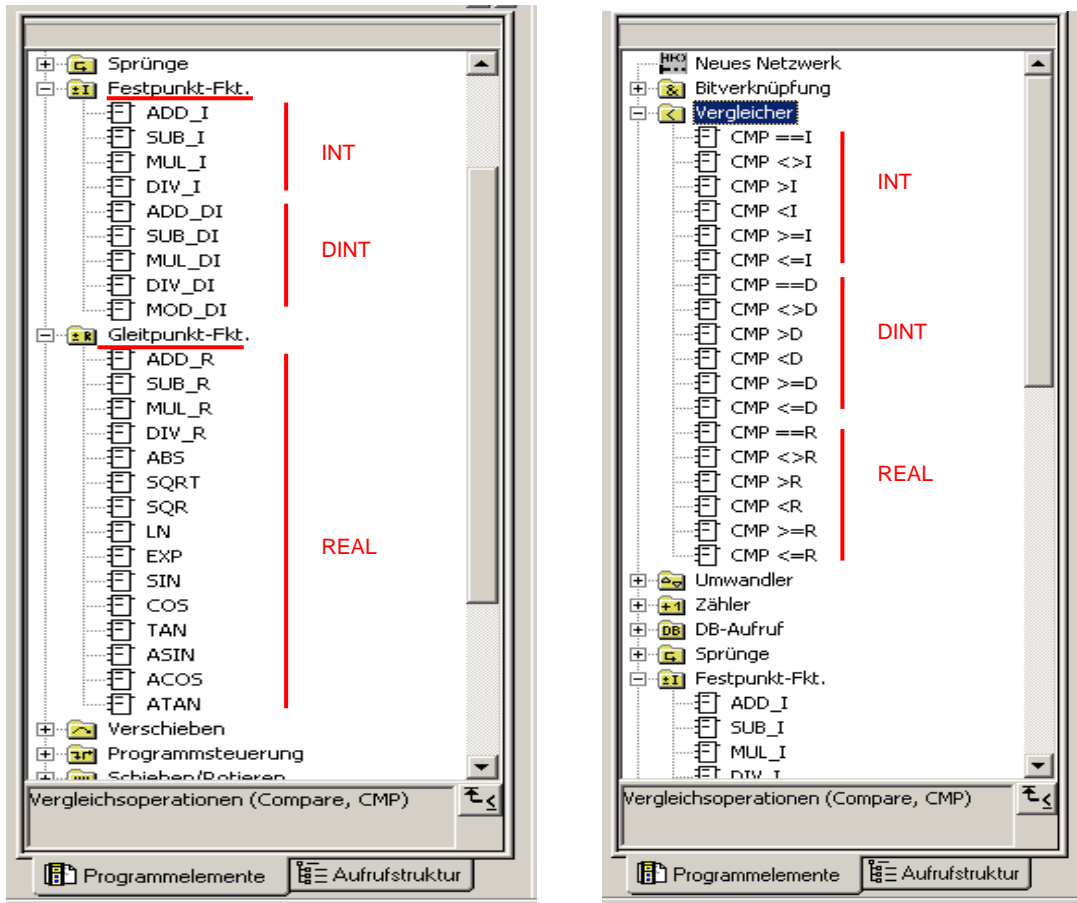 Sprünge
Festpunkt-Fkt.
ADD_I
SUB_I
MUL_I
DIV_I
INT
ADD_DI
SUB_DI
MUL_DI
DIV_DI
MOD_DI
DINT
Gleitpunkt-Fkt.
ADD_R
SUB_R
MUL_R
DIV_R
ABS
SQRT
SQR
LN
EXP
SIN
COS
TAN
ASIN
ACOS
ATAN
REAL
Verschieben
Programmsteuerung
Schieben/Rotieren
Vergleichsoperationen (Compare, CMP)
Programmelemente
Aufrufstruktur
Neues Netzwerk
Bitverknüpfung
Vergleicher
CMP ==I
CMP <>I
CMP >I
CMP <I
CMP >=I
CMP <=I
INT
CMP ==D
CMP <>D
CMP >D
CMP <D
CMP >=D
CMP <=D
DINT
CMP ==R
CMP <>R
CMP >R
CMP <R
CMP >=R
CMP <=R
REAL
Umwandler
Zähler
DB-Aufruf
Sprünge
Festpunkt-Fkt.
ADD_I
SUB_I
MUL_I
DIV_I
Vergleichsoperationen (Compare, CMP)
Programmelemente
Aufrufstruktur